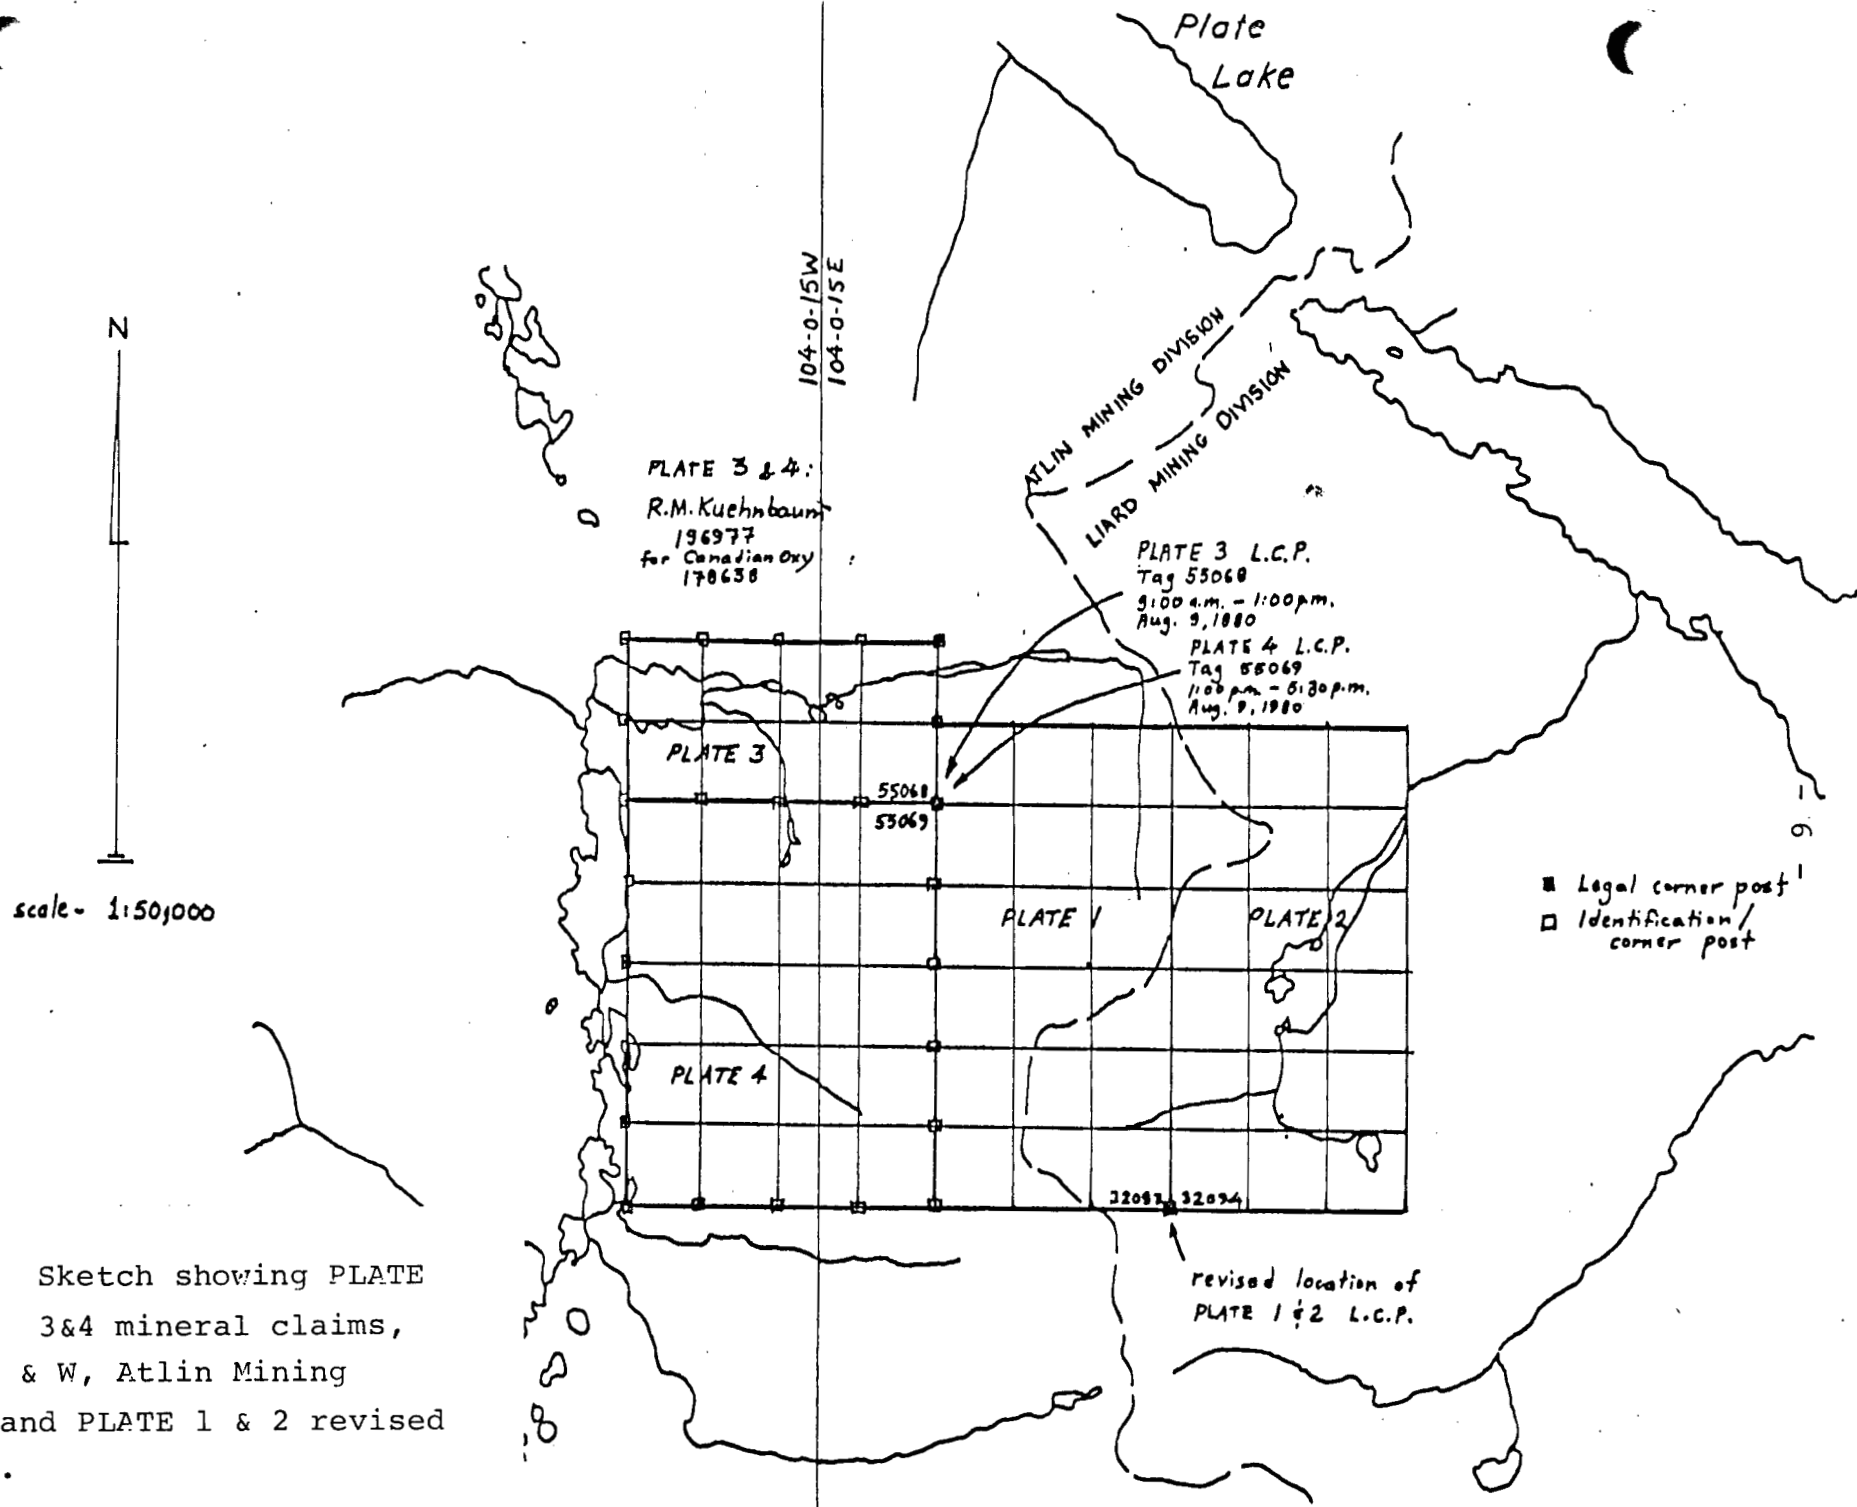 Plate
Lake
N
104-0-15W
104-0-15E
ATLIN MINING DIVISION
LIARD MINING DIVISION
PLATE 3 & 4:
R.M. Kuehnbaum
196977
for Canadian Oxy
178638
PLATE 3 L.C.P.
Tag 55068
9:00 a.m. - 1:00 p.m.
Aug. 9, 1980
PLATE 4 L.C.P.
Tag 55069
1:00 p.m. - 5:30 p.m.
Aug. 9, 1980
PLATE 3
55068
55069
- 9 -
Legal corner post
Identification/
corner post
scale - 1:50,000
PLATE 1
PLATE 2
PLATE 4
32093 32094
revised location of
PLATE 1 & 2 L.C.P.
Sketch showing PLATE
3&4 mineral claims,
& W, Atlin Mining
and PLATE 1 & 2 revised